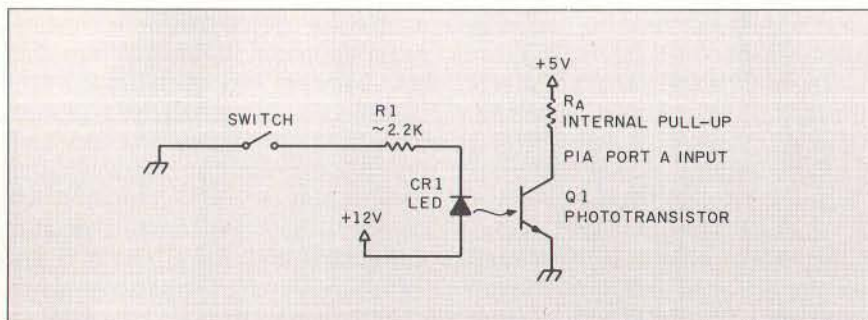 SWITCH
R1
~2.2K
CR1
LED
+12V
+5V
RA
INTERNAL PULL-UP
PIA PORT A INPUT
Q1
PHOTOTRANSISTOR